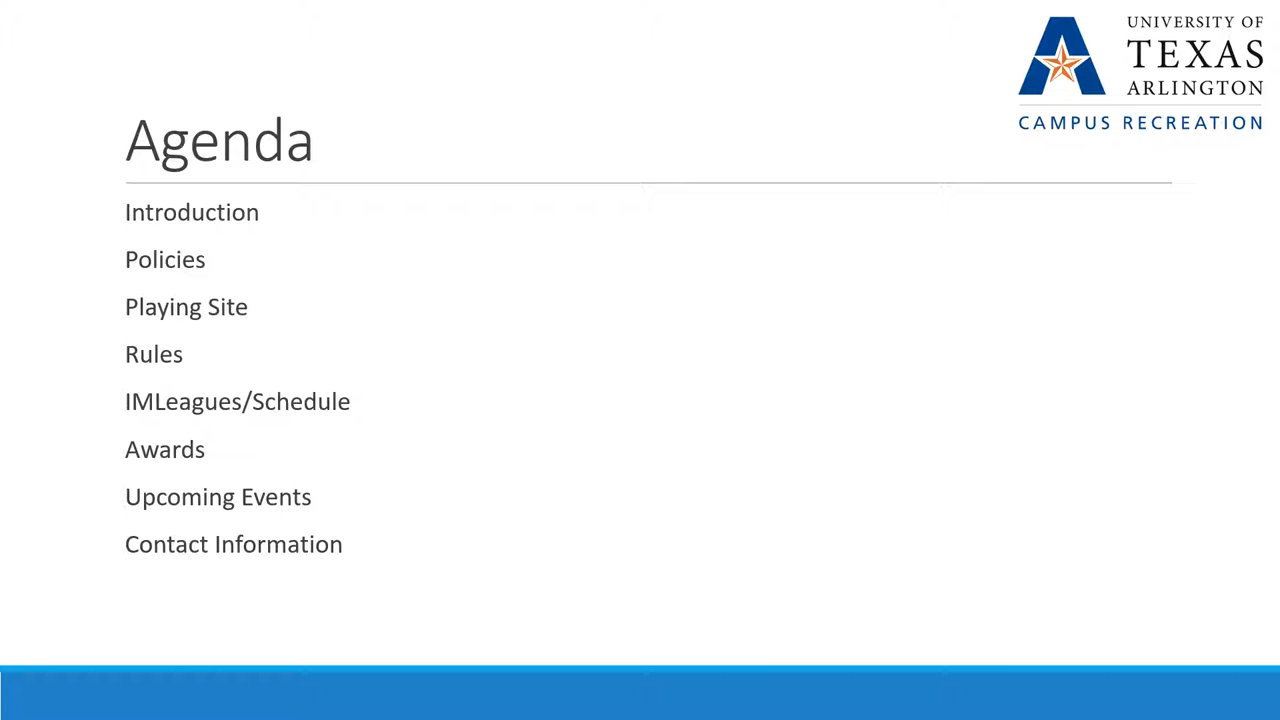 UNIVERSITY OF
TEXAS
ARLINGTON
CAMPUS RECREATION
Agenda
Introduction
Policies
Playing Site
Rules
IMLeagues/Schedule
Awards
Upcoming Events
Contact Information